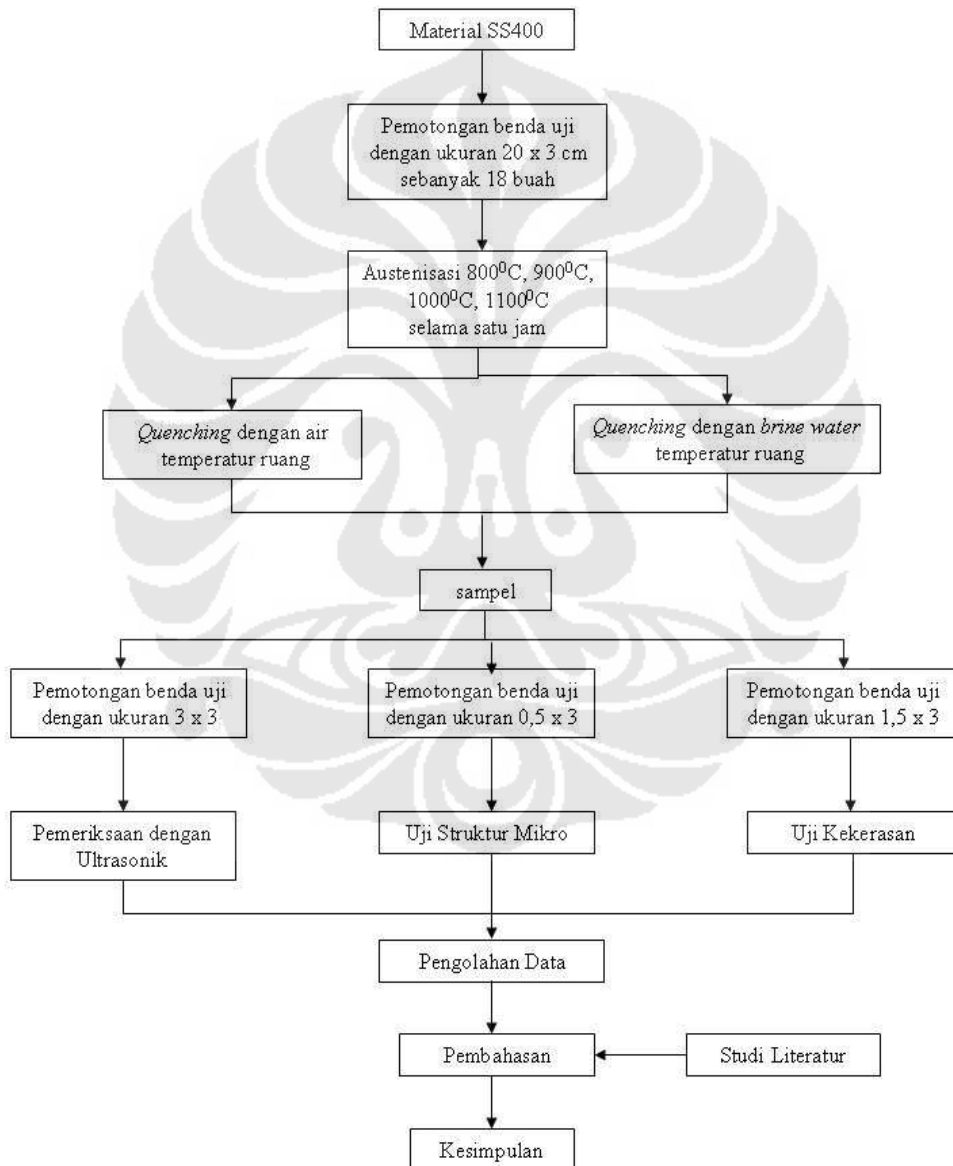 Material SS400
Pemotongan benda uji
dengan ukuran 20 x 3 cm
sebanyak 18 buah
Austenisasi 800⁰C, 900⁰C,
1000⁰C, 1100⁰C
selama satu jam
Quenching dengan air
temperatur ruang
Quenching dengan brine water
temperatur ruang
sampel
Pemotongan benda uji
dengan ukuran 3 x 3
Pemotongan benda uji
dengan ukuran 0,5 x 3
Pemotongan benda uji
dengan ukuran 1,5 x 3
Pemeriksaan dengan
Ultrasonik
Uji Struktur Mikro
Uji Kekerasan
Pengolahan Data
Pembahasan
Studi Literatur
Kesimpulan